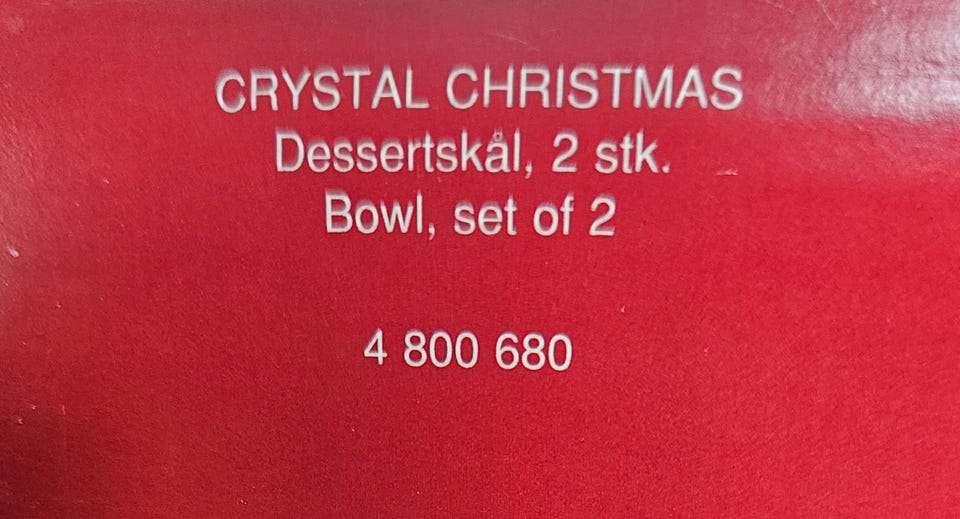 CRYSTAL CHRISTMAS
Dessertskål, 2 stk.
Bowl, set of 2
4 800 680